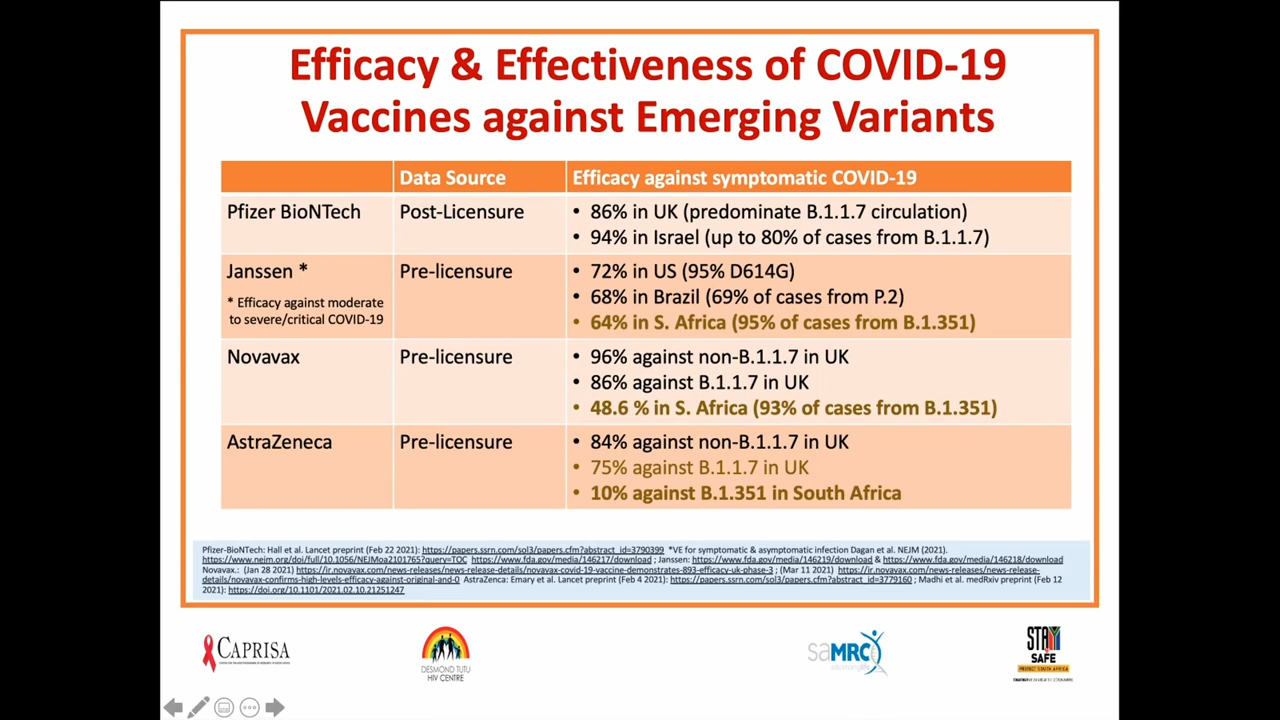 Efficacy & Effectiveness of COVID-19
Vaccines against Emerging Variants
Data Source
Efficacy against symptomatic COVID-19
Pfizer BioNTech
Post-Licensure
• 86% in UK (predominate B.1.1.7 circulation)
• 94% in Israel (up to 80% of cases from B.1.1.7)
Janssen *
* Efficacy against moderate
to severe/critical COVID-19
Pre-licensure
• 72% in US (95% D614G)
• 68% in Brazil (69% of cases from P.2)
• 64% in S. Africa (95% of cases from B.1.351)
Novavax
Pre-licensure
• 96% against non-B.1.1.7 in UK
• 86% against B.1.1.7 in UK
• 48.6 % in S. Africa (93% of cases from B.1.351)
AstraZeneca
Pre-licensure
• 84% against non-B.1.1.7 in UK
• 75% against B.1.1.7 in UK
• 10% against B.1.351 in South Africa
Pfizer-BioNTech: Hall et al. Lancet preprint (Feb 22 2021): https://papers.ssrn.com/sol3/papers.cfm?abstract_id=3790399 *VE for symptomatic & asymptomatic infection Dagan et al. NEJM (2021).
https://www.nejm.org/doi/full/10.1056/NEJMoa2101765?query=TOC https://www.fda.gov/media/146217/download ; Janssen: https://www.fda.gov/media/146219/download & https://www.fda.gov/media/146218/download
Novavax.: (Jan 28 2021) https://ir.novavax.com/news-releases/news-release-details/novavax-covid-19-vaccine-demonstrates-893-efficacy-uk-phase-3 ; (Mar 11 2021) https://ir.novavax.com/news-releases/news-release-
details/novavax-confirms-high-levels-efficacy-against-original-and-0 AstraZeneca: Emary et al. Lancet preprint (Feb 4 2021): https://papers.ssrn.com/sol3/papers.cfm?abstract_id=3779160 ; Madhi et al. medRxiv preprint (Feb 12
2021): https://doi.org/10.1101/2021.02.10.21251247
CAPRISA
DESMOND TUTU
HIV CENTRE
saMRC
STAY
SAFE
PROTECT SOUTH AFRICA